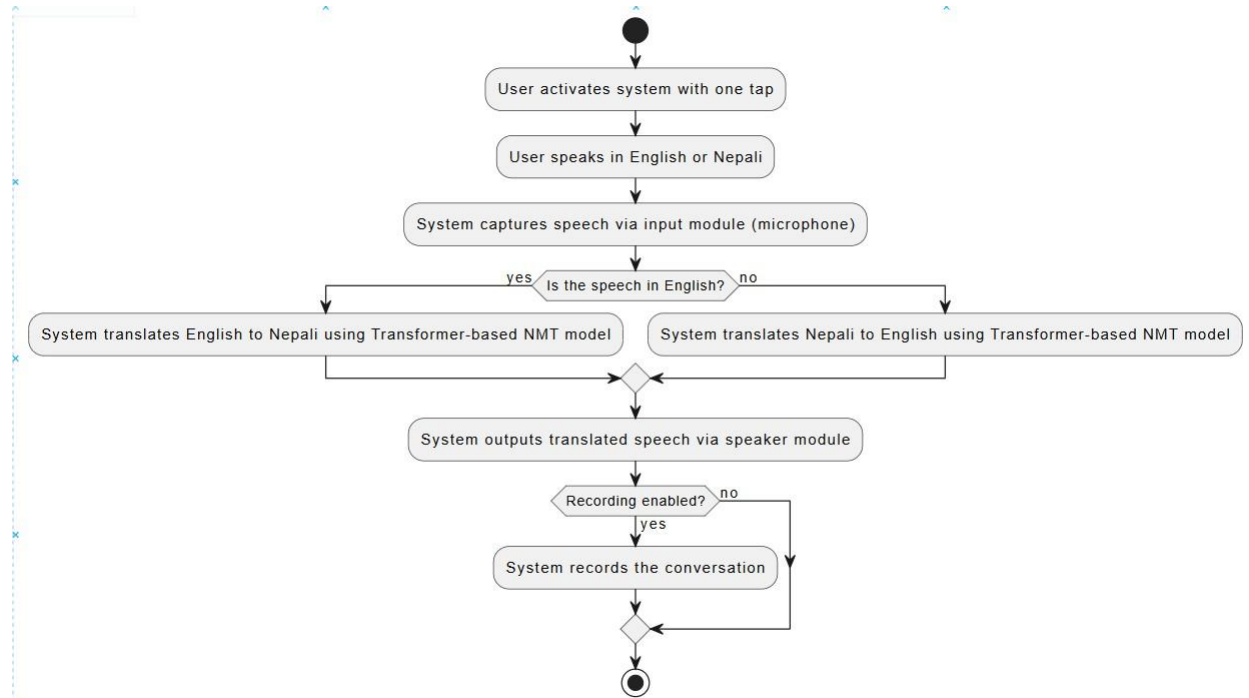 User activates system with one tap
User speaks in English or Nepali
System captures speech via input module (microphone)
yes
Is the speech in English?
no
System translates English to Nepali using Transformer-based NMT model
System translates Nepali to English using Transformer-based NMT model
System outputs translated speech via speaker module
Recording enabled?
no
yes
System records the conversation